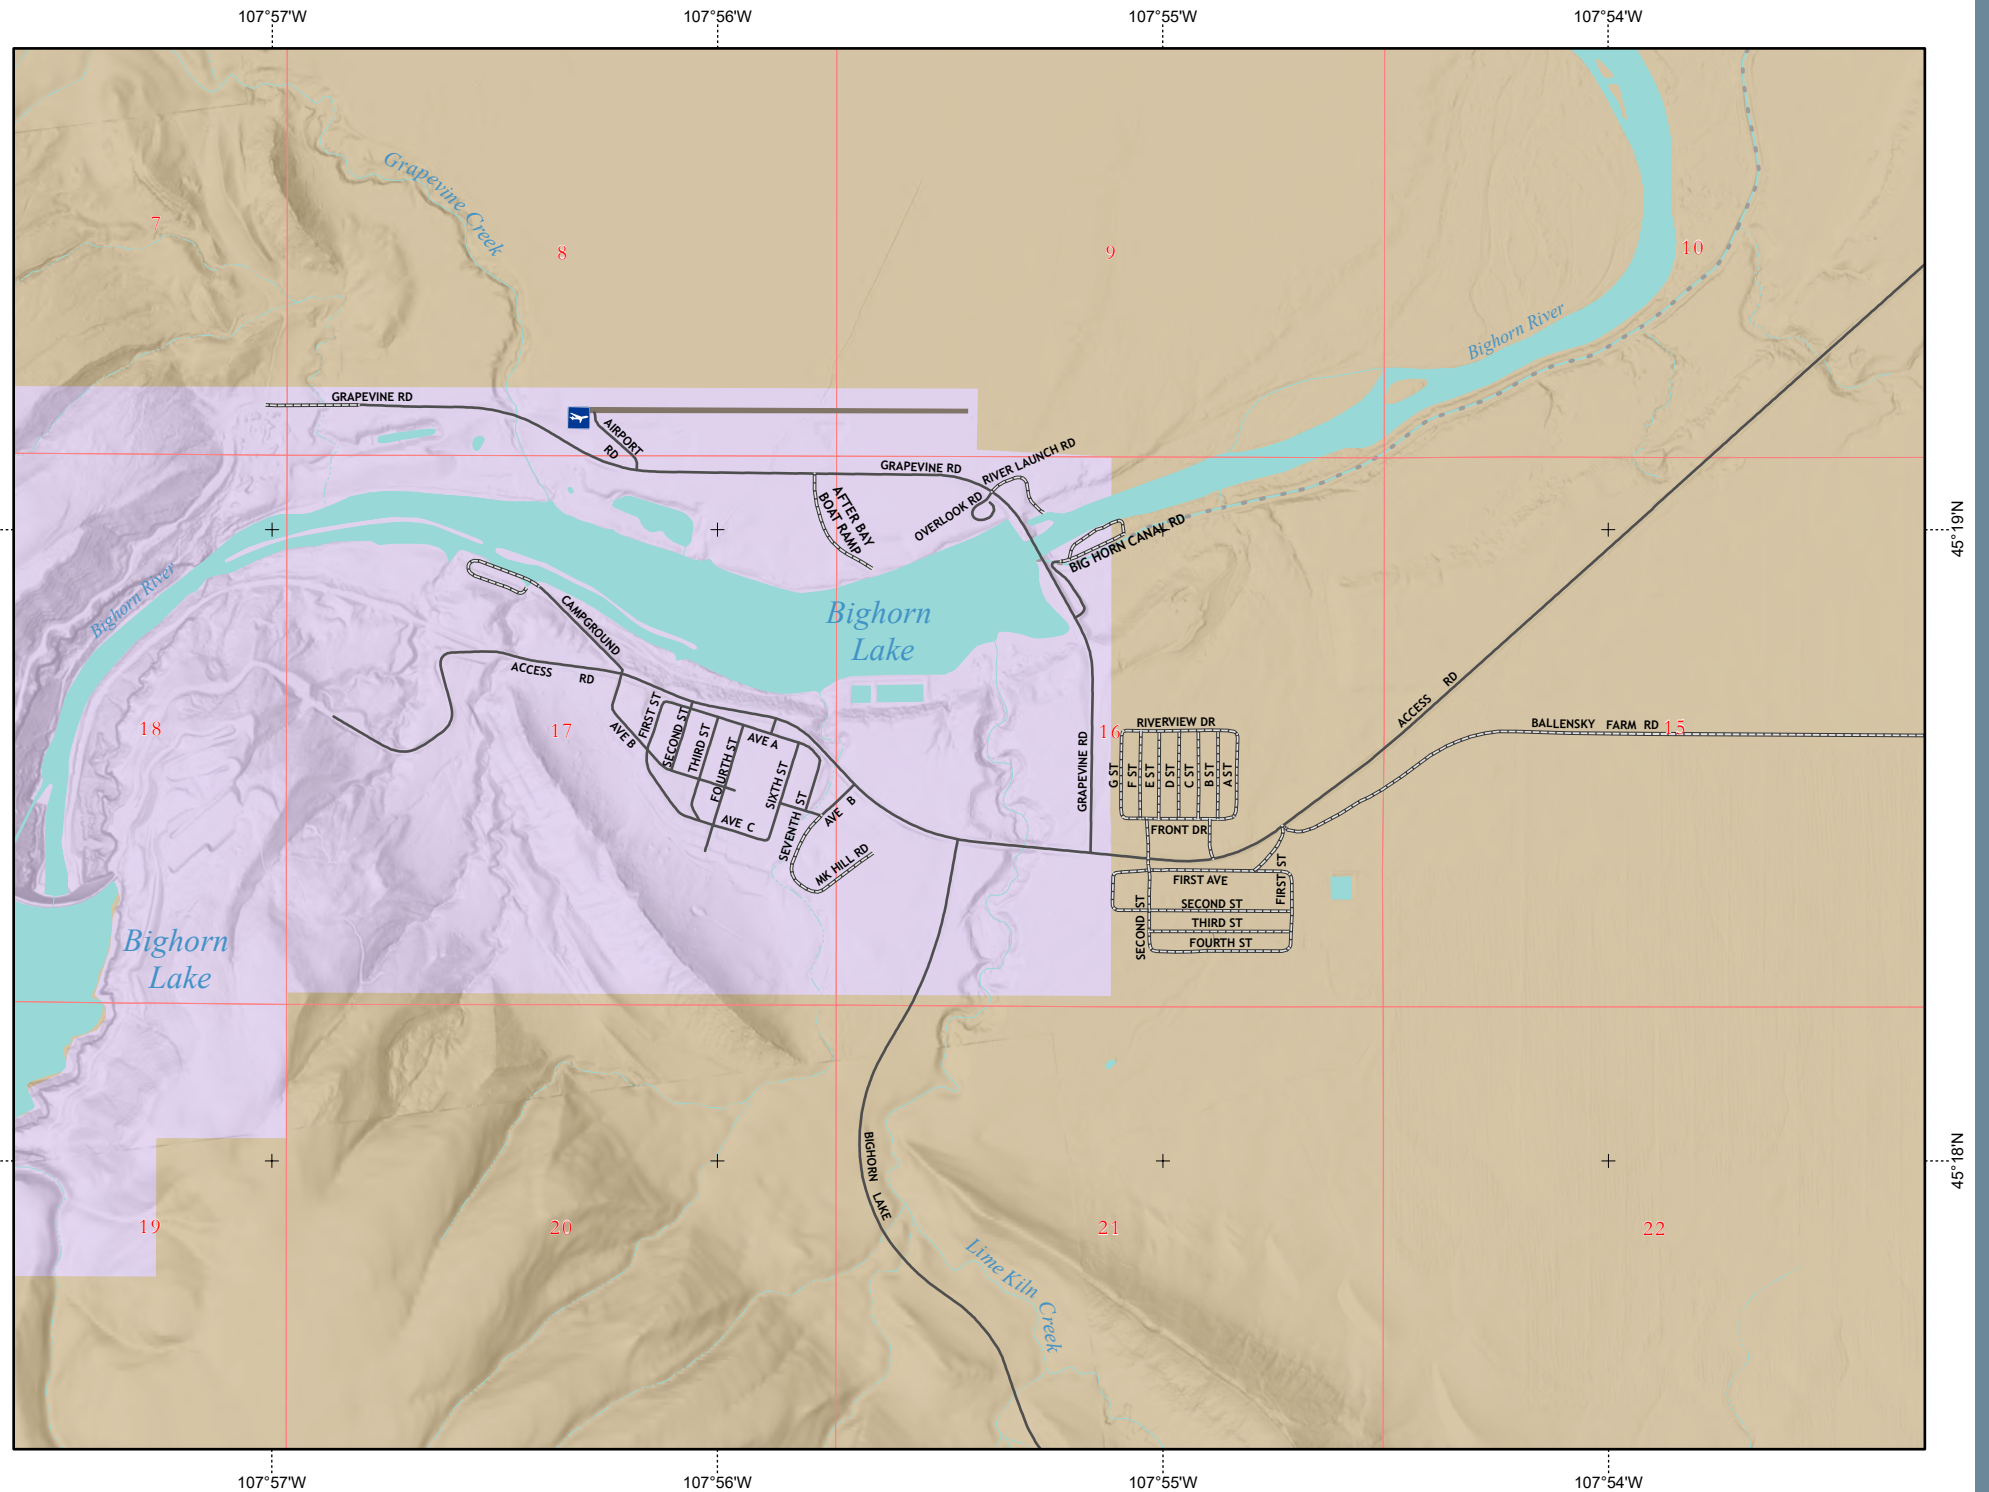 107°57'W
107°56'W
107°55'W
107°54'W
Grapevine Creek
7
8
9
10
Bighorn River
GRAPEVINE RD
AIRPORT
RD
GRAPEVINE RD
RIVER LAUNCH RD
OVERLOOK RD
AFTER BAY
BOAT RAMP
BIG HORN CANAL RD
45°19'N
Bighorn River
CAMPGROUND
Bighorn
Lake
ACCESS RD
ACCESS RD
18
17
16
15
FIRST ST
SECOND ST
THIRD ST
FOURTH ST
SIXTH ST
SEVENTH ST
AVE A
AVE B
AVE B
AVE C
MK HILL RD
GRAPEVINE RD
RIVERVIEW DR
G ST
F ST
E ST
D ST
C ST
B ST
A ST
FRONT DR
BALLENSKY FARM RD
FIRST AVE
FIRST ST
SECOND ST
SECOND ST
THIRD ST
FOURTH ST
Bighorn
Lake
45°18'N
BIGHORN LAKE
19
20
21
22
Lime Kiln Creek
107°57'W
107°56'W
107°55'W
107°54'W